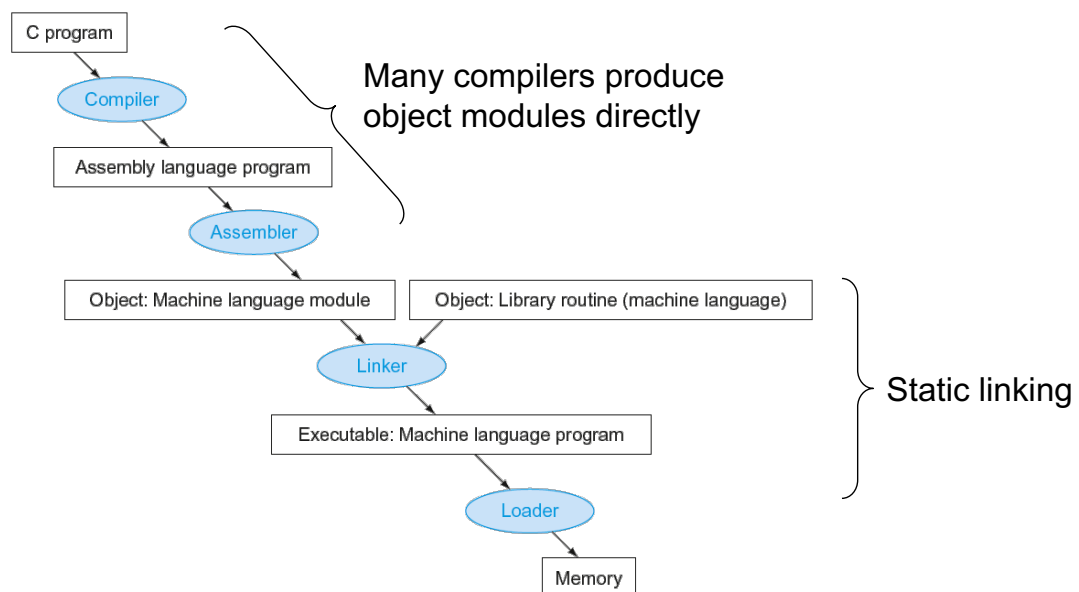 C program
Many compilers produce
object modules directly
Compiler
Assembly language program
Assembler
Object: Machine language module
Object: Library routine (machine language)
Linker
Static linking
Executable: Machine language program
Loader
Memory